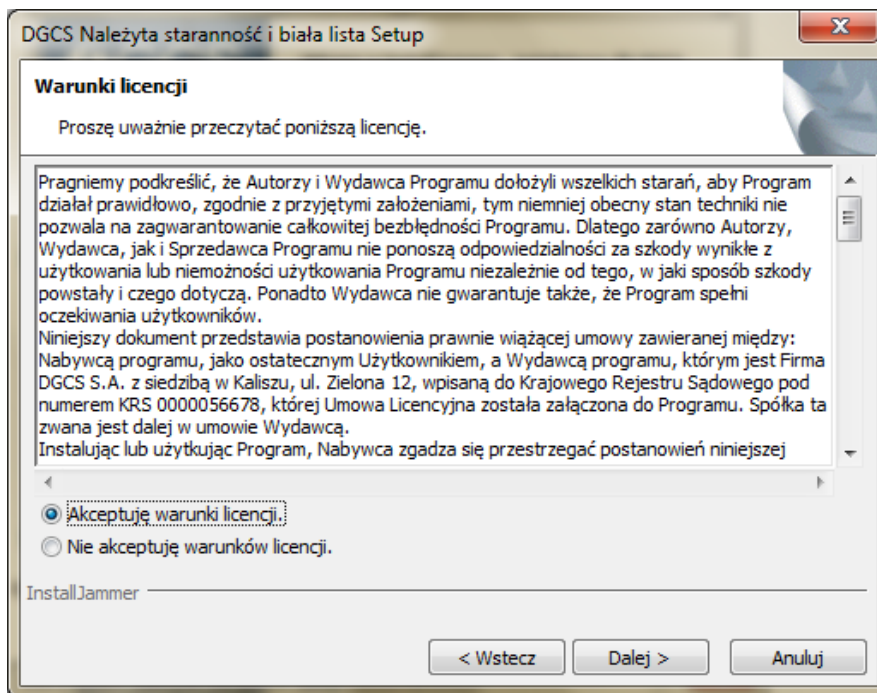 DGCS Należyta staranność i biała lista Setup
Warunki licencji
Proszę uważnie przeczytać poniższą licencję.
Pragniemy podkreślić, że Autorzy i Wydawca Programu dołożyli wszelkich starań, aby Program
działał prawidłowo, zgodnie z przyjętymi założeniami, tym niemniej obecny stan techniki nie
pozwala na zagwarantowanie całkowitej bezbłędności Programu. Dlatego zarówno Autorzy,
Wydawca, jak i Sprzedawca Programu nie ponoszą odpowiedzialności za szkody wynikłe z
użytkowania lub niemożności użytkowania Programu niezależnie od tego, w jaki sposób szkody
powstały i czego dotyczą. Ponadto Wydawca nie gwarantuje także, że Program spełni
oczekiwania użytkowników.
Niniejszy dokument przedstawia postanowienia prawnie wiążącej umowy zawieranej między:
Nabywcą programu, jako ostatecznym Użytkownikiem, a Wydawcą programu, którym jest Firma
DGCS S.A. z siedzibą w Kaliszu, ul. Zielona 12, wpisaną do Krajowego Rejestru Sądowego pod
numerem KRS 0000056678, której Umowa Licencyjna została załączona do Programu. Spółka ta
zwana jest dalej w umowie Wydawcą.
Instalując lub użytkując Program, Nabywca zgadza się przestrzegać postanowień niniejszej
Akceptuję warunki licencji.
Nie akceptuję warunków licencji.
InstallJammer
< Wstecz
Dalej >
Anuluj